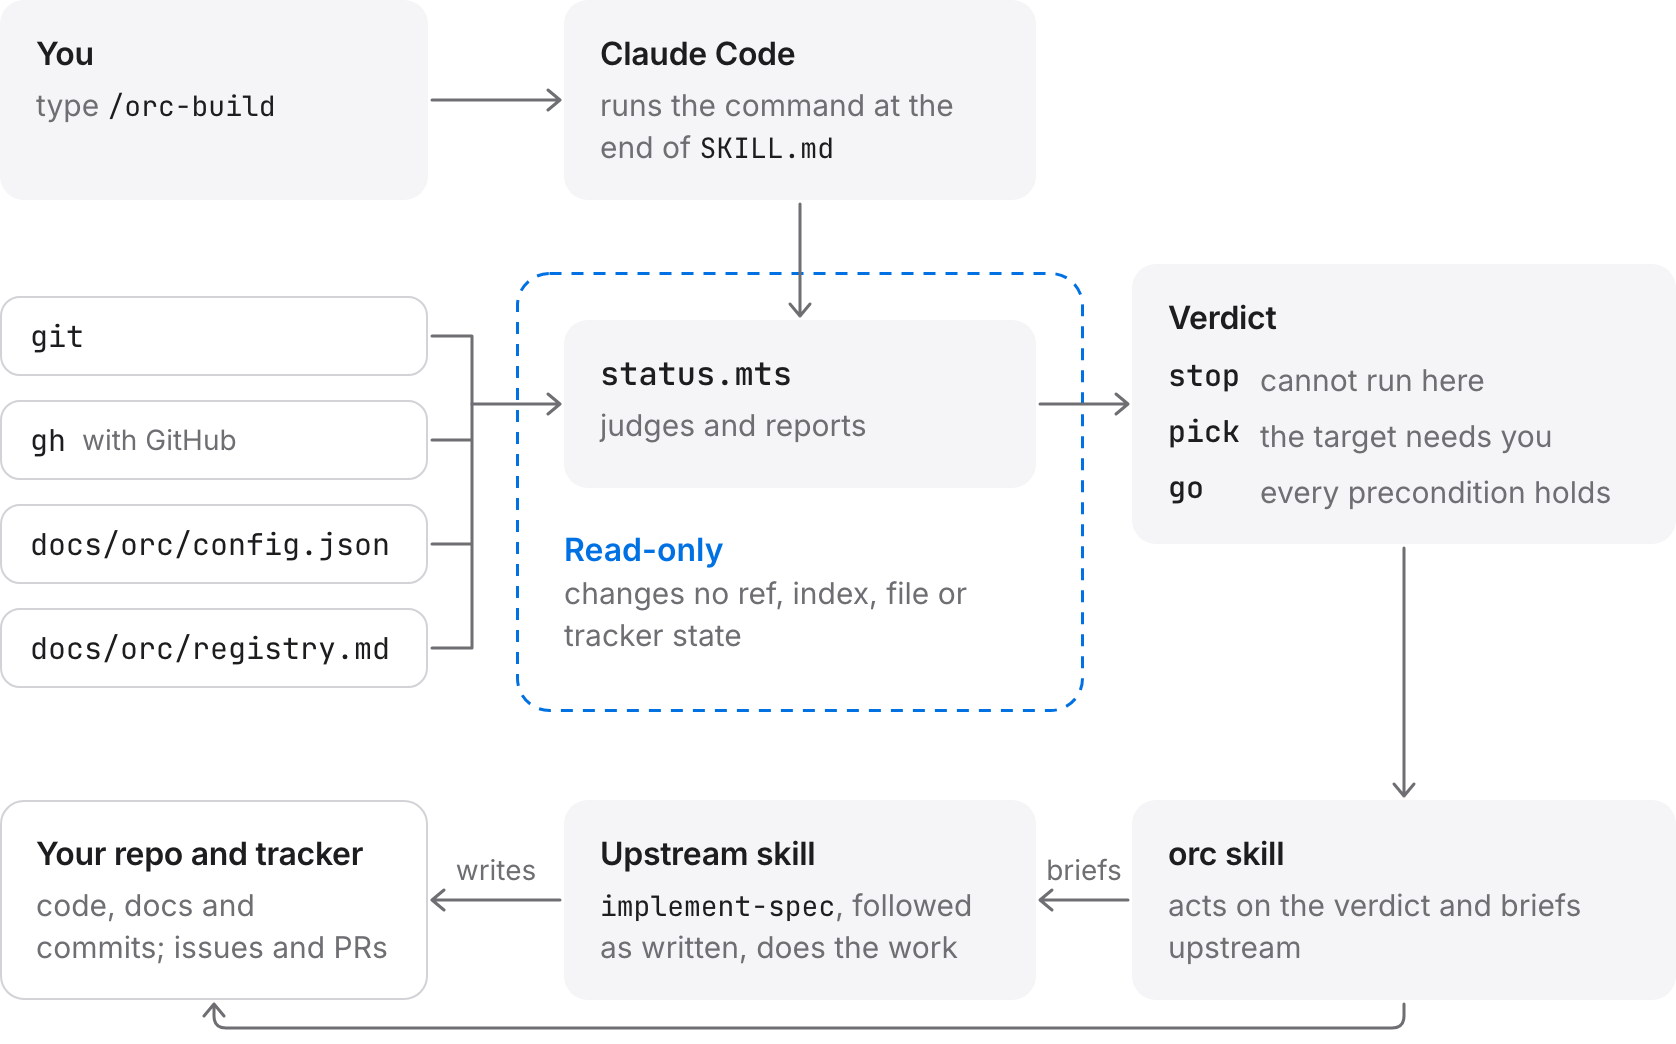 You
type /orc-build
Claude Code
runs the command at the
end of SKILL.md
git
gh with GitHub
docs/orc/config.json
docs/orc/registry.md
status.mts
judges and reports
Read-only
changes no ref, index, file or
tracker state
Verdict
stop cannot run here
pick the target needs you
go every precondition holds
Your repo and tracker
code, docs and
commits; issues and PRs
writes
Upstream skill
implement-spec, followed
as written, does the work
briefs
orc skill
acts on the verdict and briefs
upstream